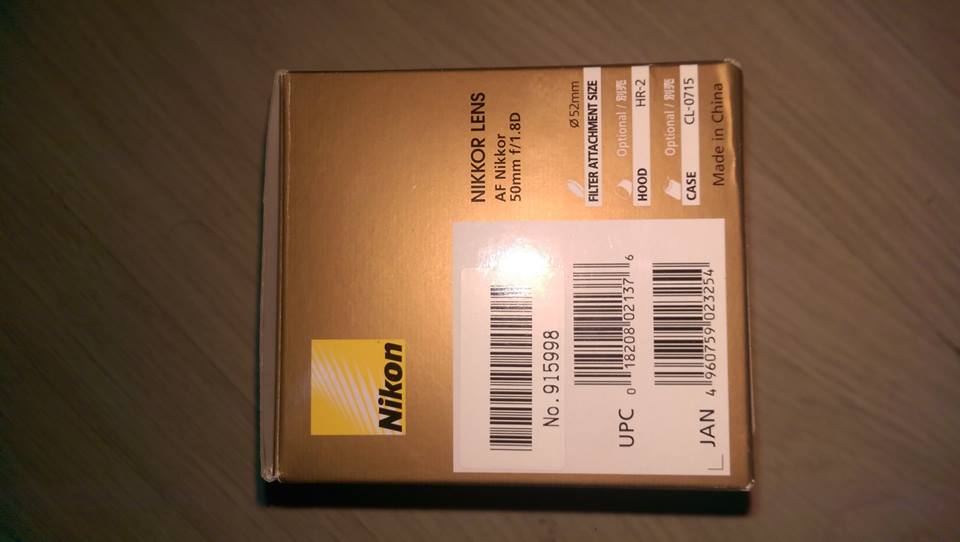 Nikon
NIKKOR LENS
AF Nikkor
50mm f/1.8D
Ø52mm
FILTER ATTACHMENT SIZE
Optional / 別売
HOOD HR-2
Optional / 別売
CASE CL-0715
Made in China
No. 915998
UPC 0 18208 02137 6
JAN 4 960759 023254